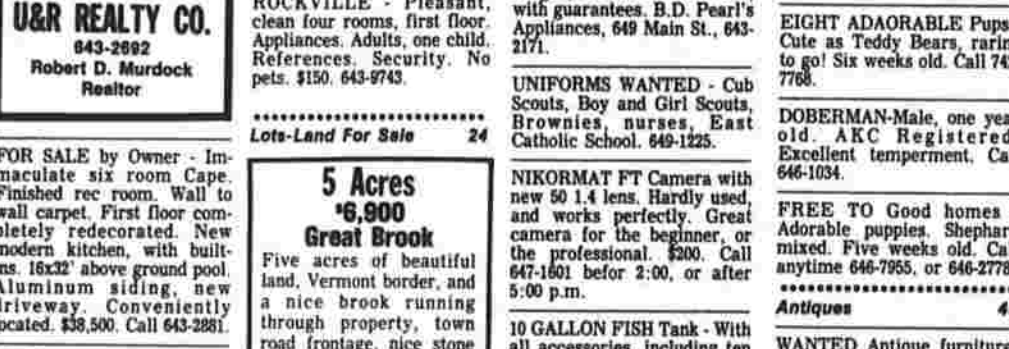 U&R REALTY CO.
643-2692
Robert D. Murdock
Realtor
FOR SALE by Owner - Im-
maculate six room Cape.
Finished rec room. Wall to
wall carpet. First floor com-
pletely redecorated. New
modern kitchen, with built-
ins. 16x32' above ground pool.
Aluminum siding, new
driveway. Conveniently
located. $38,500. Call 643-2881.
ROCKVILLE - Pleasant,
clean four rooms, first floor.
Appliances. Adults, one child.
References. Security. No
pets. $150. 643-9743.
Lots-Land For Sale 24
5 Acres
$6,900
Great Brook
Five acres of beautiful
land, Vermont border, and
a nice brook running
through property, town
road frontage, nice stone
with guarantees. B.D. Pearl's
Appliances, 649 Main St., 643-
2171.
UNIFORMS WANTED - Cub
Scouts, Boy and Girl Scouts,
Brownies, nurses, East
Catholic School. 649-1225.
NIKORMAT FT Camera with
new 50 1.4 lens. Hardly used,
and works perfectly. Great
camera for the beginner, or
the professional. $200. Call
647-1601 befor 2:00, or after
5:00 p.m.
10 GALLON FISH Tank - With
all accessories, including ten
EIGHT ADAORABLE Pups
Cute as Teddy Bears, rarin
to go! Six weeks old. Call 742
7768.
DOBERMAN-Male, one yea
old. AKC Registered
Excellent temperment. Ca
646-1034.
FREE TO Good homes
Adorable puppies. Shephar
mixed. Five weeks old. Cal
anytime 646-7955, or 646-2778
Antiques 4
WANTED Antique furniture